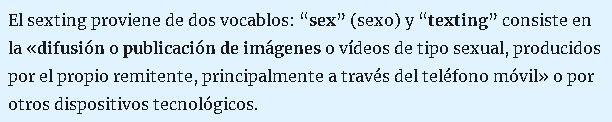 El sexting proviene de dos vocablos: “sex” (sexo) y “texting” consiste en
la «difusión o publicación de imágenes o vídeos de tipo sexual, producidos
por el propio remitente, principalmente a través del teléfono móvil» o por
otros dispositivos tecnológicos.